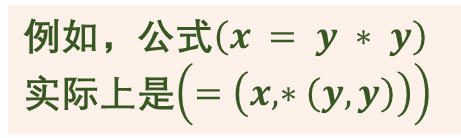 例如，公式(x = y * y)
实际上是(= (x,* (y, y)))